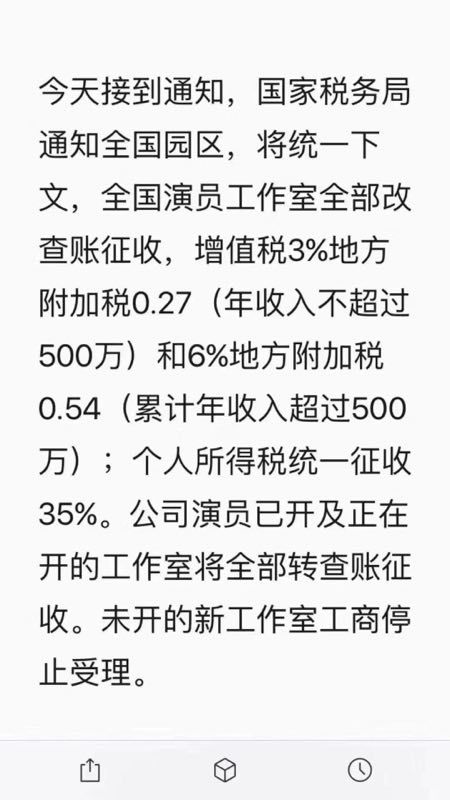 今天接到通知，国家税务局
通知全国园区，将统一下
文，全国演员工作室全部改
查账征收，增值税3%地方
附加税0.27（年收入不超过
500万）和6%地方附加税
0.54（累计年收入超过500
万）；个人所得税统一征收
35%。公司演员已开及正在
开的工作室将全部转查账征
收。未开的新工作室工商停
止受理。